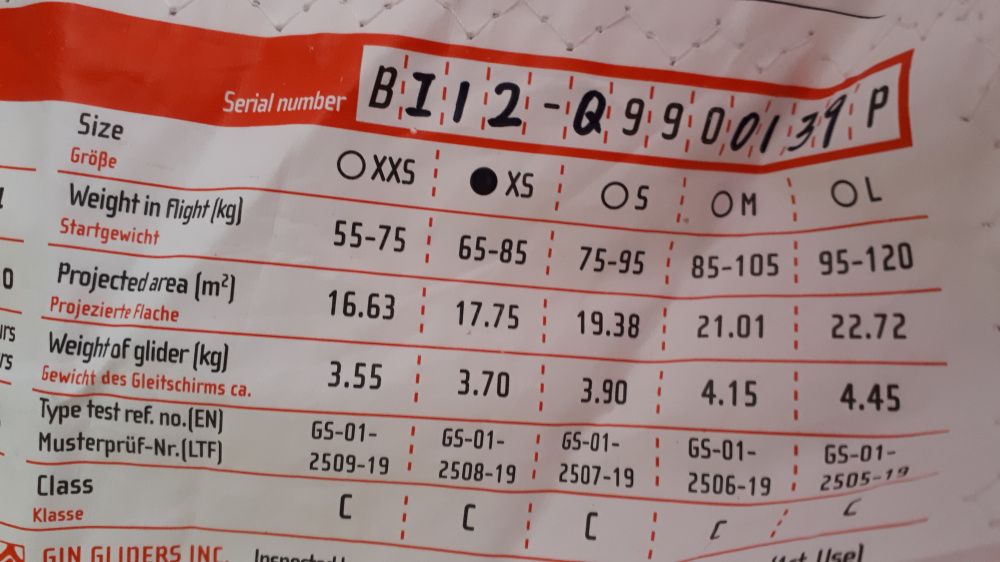 Serial number BI12-Q9900139P
Size ○XXS ●XS ○S ○M ○L
Größe
Weight in flight (kg) 55-75 65-85 75-95 85-105 95-120
Startgewicht
Projected area (m²) 16.63 17.75 19.38 21.01 22.72
Projezierte Flache
Weight of glider (kg) 3.55 3.70 3.90 4.15 4.45
Gewicht des Gleitschirms ca.
Type test ref. no.(EN) GS-01- GS-01- GS-01- GS-01- GS-01-
Musterprüf-Nr.(LTF) 2509-19 2508-19 2507-19 2506-19 2505-19
Class C C C C C
Klasse
GIN GLIDERS INC.